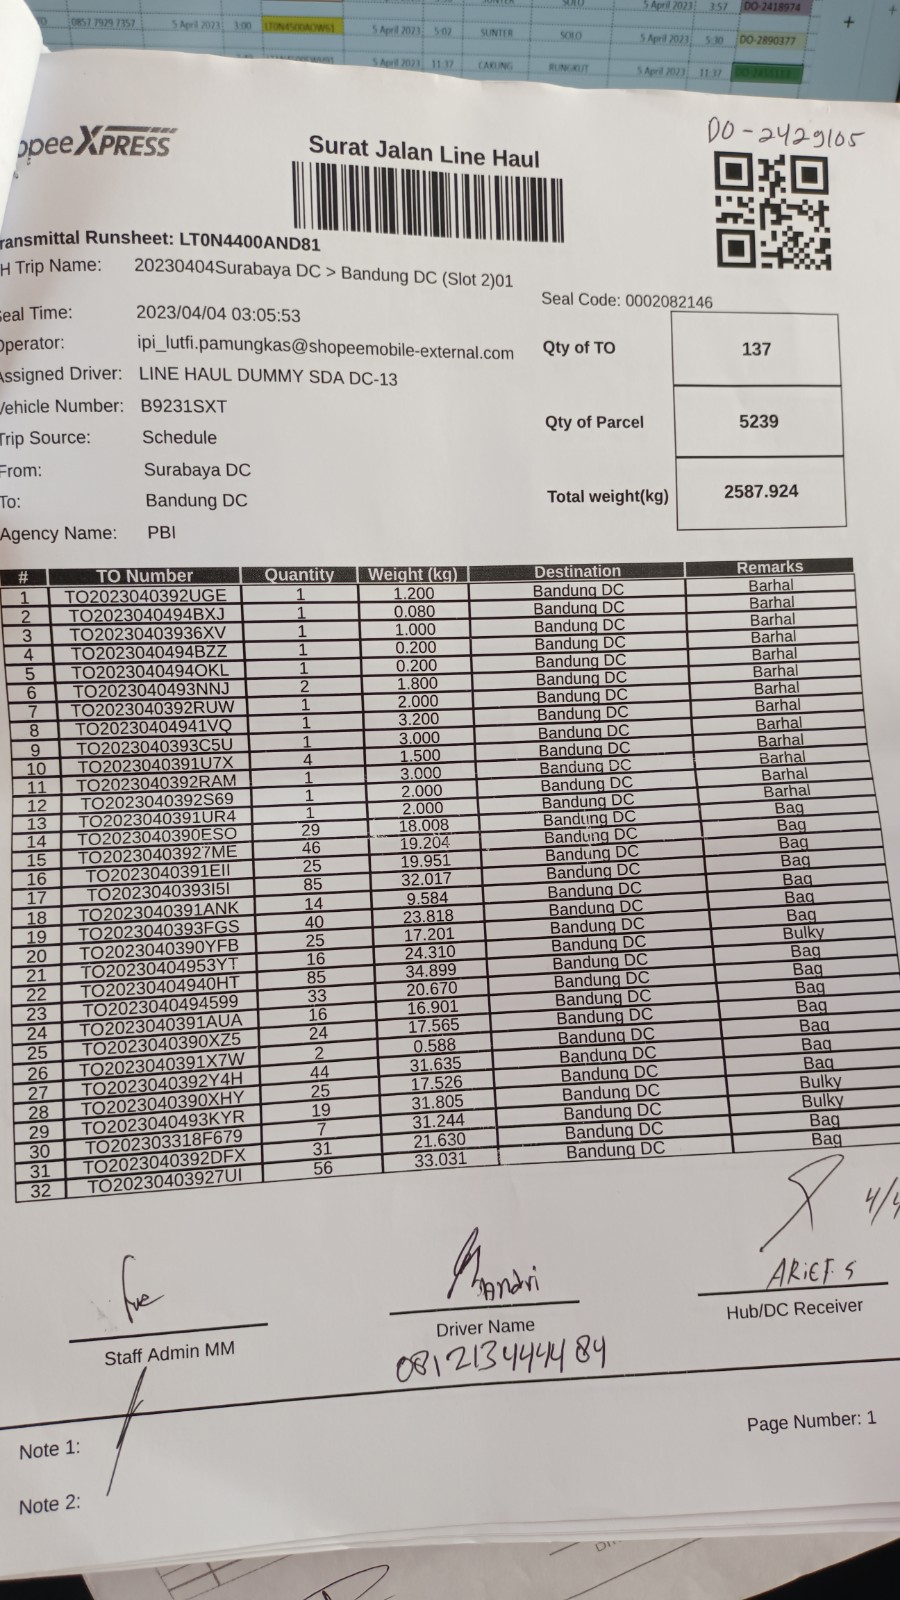 0857 7929 7357 5 April 2023 3:00 LT0N4500AOW61 5 April 2023 5:02 SUNTER SOLO 5 April 2023 5:30 DO-2890377
5 April 2023 3:57 DO-2418974
5 April 2023 11:37 CAKUNG RUNGKUT 5 April 2023 11:37
opeeXPRESS
Surat Jalan Line Haul
DO-2429105
ransmittal Runsheet: LT0N4400AND81
H Trip Name: 20230404Surabaya DC > Bandung DC (Slot 2)01
Seal Code: 0002082146
eal Time: 2023/04/04 03:05:53
Operator: ipi_lutfi.pamungkas@shopeemobile-external.com
Qty of TO 137
Assigned Driver: LINE HAUL DUMMY SDA DC-13
Vehicle Number: B9231SXT
Qty of Parcel 5239
Trip Source: Schedule
From: Surabaya DC
Total weight(kg) 2587.924
To: Bandung DC
Agency Name: PBI
# TO Number Quantity Weight (kg) Destination Remarks
1 TO2023040392UGE 1 1.200 Bandung DC Barhal
2 TO2023040494BXJ 1 0.080 Bandung DC Barhal
3 TO20230403936XV 1 1.000 Bandung DC Barhal
4 TO2023040494BZZ 1 0.200 Bandung DC Barhal
5 TO2023040494OKL 1 0.200 Bandung DC Barhal
6 TO2023040493NNJ 2 1.800 Bandung DC Barhal
7 TO2023040392RUW 1 2.000 Bandung DC Barhal
8 TO20230404941VQ 1 3.200 Bandung DC Barhal
9 TO2023040393C5U 1 3.000 Bandung DC Barhal
10 TO2023040391U7X 4 1.500 Bandung DC Barhal
11 TO2023040392RAM 1 3.000 Bandung DC Barhal
12 TO2023040392S69 1 2.000 Bandung DC Barhal
13 TO2023040391UR4 1 2.000 Bandung DC Barhal
14 TO2023040390ESO 29 18.008 Bandung DC Bag
15 TO20230403927ME 46 19.204 Bandung DC Bag
16 TO2023040391EII 25 19.951 Bandung DC Bag
17 TO2023040393I5I 85 32.017 Bandung DC Bag
18 TO2023040391ANK 14 9.584 Bandung DC Bag
19 TO2023040393FGS 40 23.818 Bandung DC Bag
20 TO2023040390YFB 25 17.201 Bandung DC Bag
21 TO20230404953YT 16 24.310 Bandung DC Bulky
22 TO20230404940HT 85 34.899 Bandung DC Bag
23 TO2023040494599 33 20.670 Bandung DC Bag
24 TO2023040391AUA 16 16.901 Bandung DC Bag
25 TO2023040390XZ5 24 17.565 Bandung DC Bag
26 TO2023040391X7W 2 0.588 Bandung DC Bag
27 TO2023040392Y4H 44 31.635 Bandung DC Bag
28 TO2023040390XHY 25 17.526 Bandung DC Bag
29 TO2023040493KYR 19 31.805 Bandung DC Bulky
30 TO202303318F679 7 31.244 Bandung DC Bulky
31 TO2023040392DFX 31 21.630 Bandung DC Bag
32 TO20230403927UI 56 33.031 Bandung DC Bag
4/4
Andri
ARIEF. S
Staff Admin MM
Driver Name
Hub/DC Receiver
081213444484
Note 1:
Page Number: 1
Note 2: